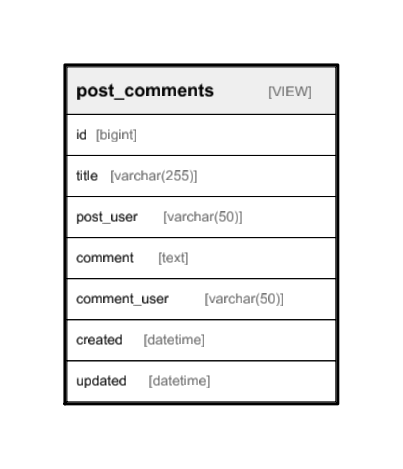 post_comments [VIEW]
id [bigint]
title [varchar(255)]
post_user [varchar(50)]
comment [text]
comment_user [varchar(50)]
created [datetime]
updated [datetime]